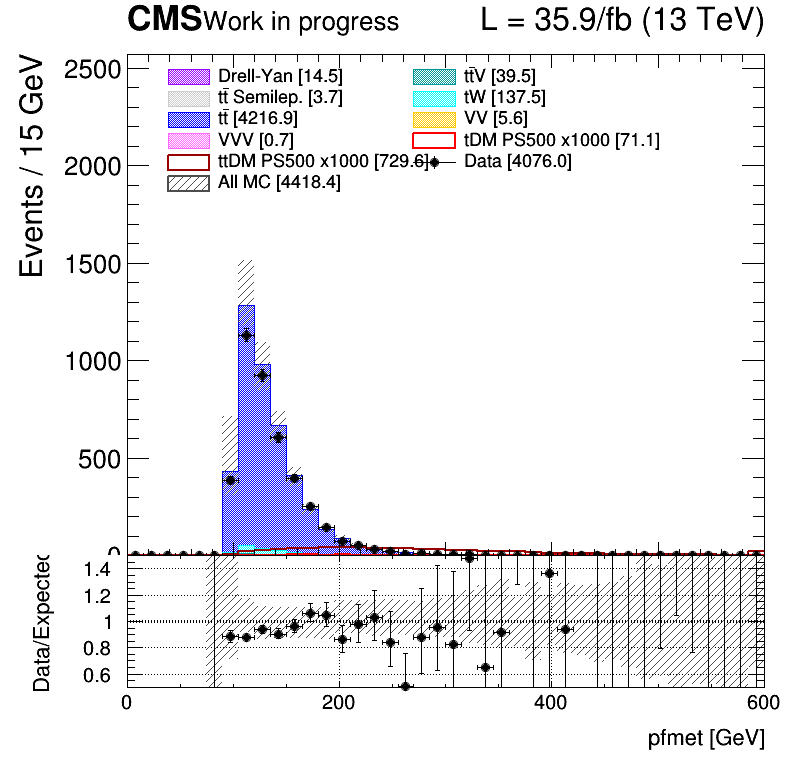 CMS Work in progress L = 35.9/fb (13 TeV)
Events / 15 GeV
2500
2000
1500
1000
500
0
Drell-Yan [14.5] tt̄V [39.5]
tt̄ Semilep. [3.7] tW [137.5]
tt̄ [4216.9] VV [5.6]
VVV [0.7] tDM PS500 x1000 [71.1]
ttDM PS500 x1000 [729.6] Data [4076.0]
All MC [4418.4]
Data/Expected
1.4
1.2
1
0.8
0.6
0 200 400 600
pfmet [GeV]